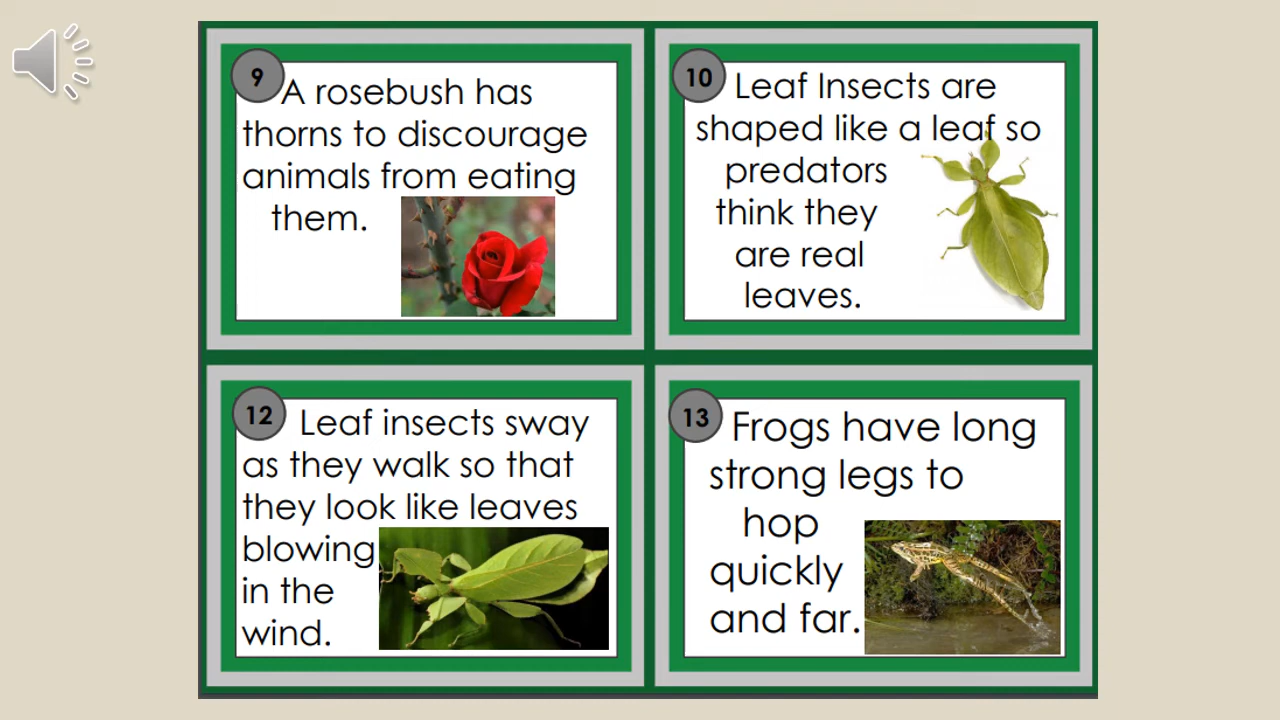 9
A rosebush has
thorns to discourage
animals from eating
them.
10
Leaf Insects are
shaped like a leaf so
predators
think they
are real
leaves.
12
Leaf insects sway
as they walk so that
they look like leaves
blowing
in the
wind.
13
Frogs have long
strong legs to
hop
quickly
and far.